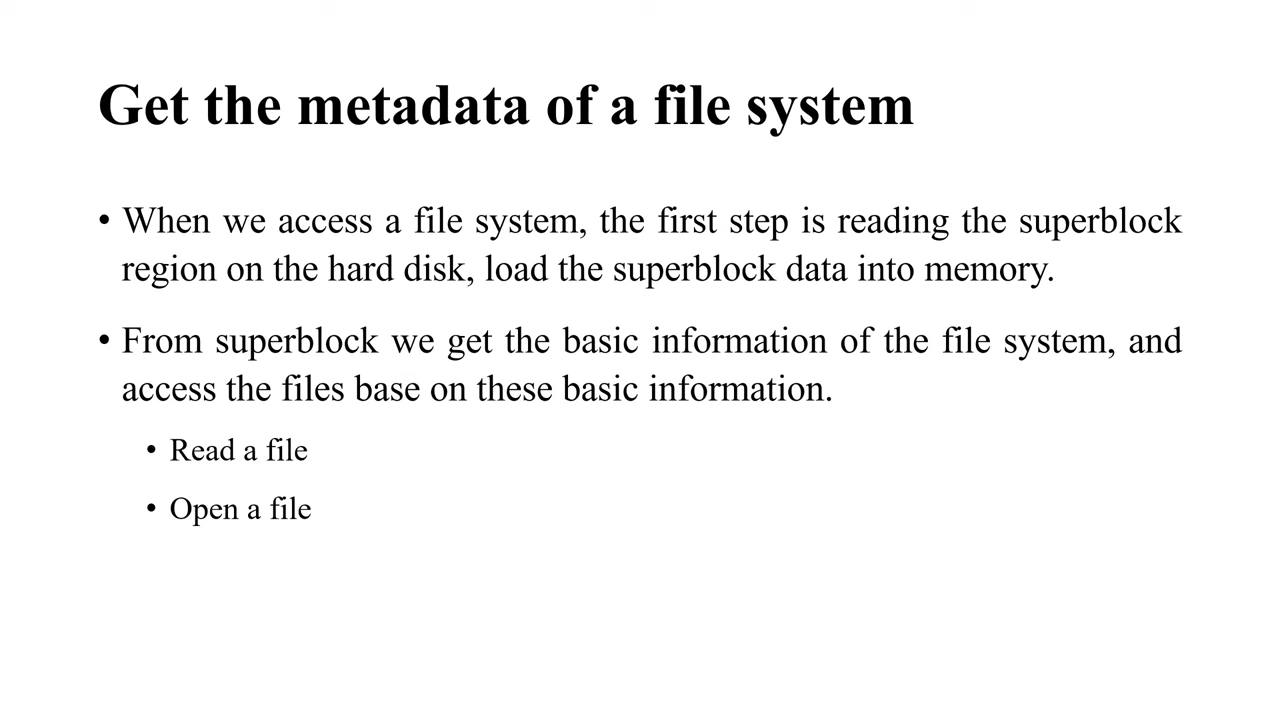 Get the metadata of a file system
• When we access a file system, the first step is reading the superblock
region on the hard disk, load the superblock data into memory.
• From superblock we get the basic information of the file system, and
access the files base on these basic information.
• Read a file
• Open a file